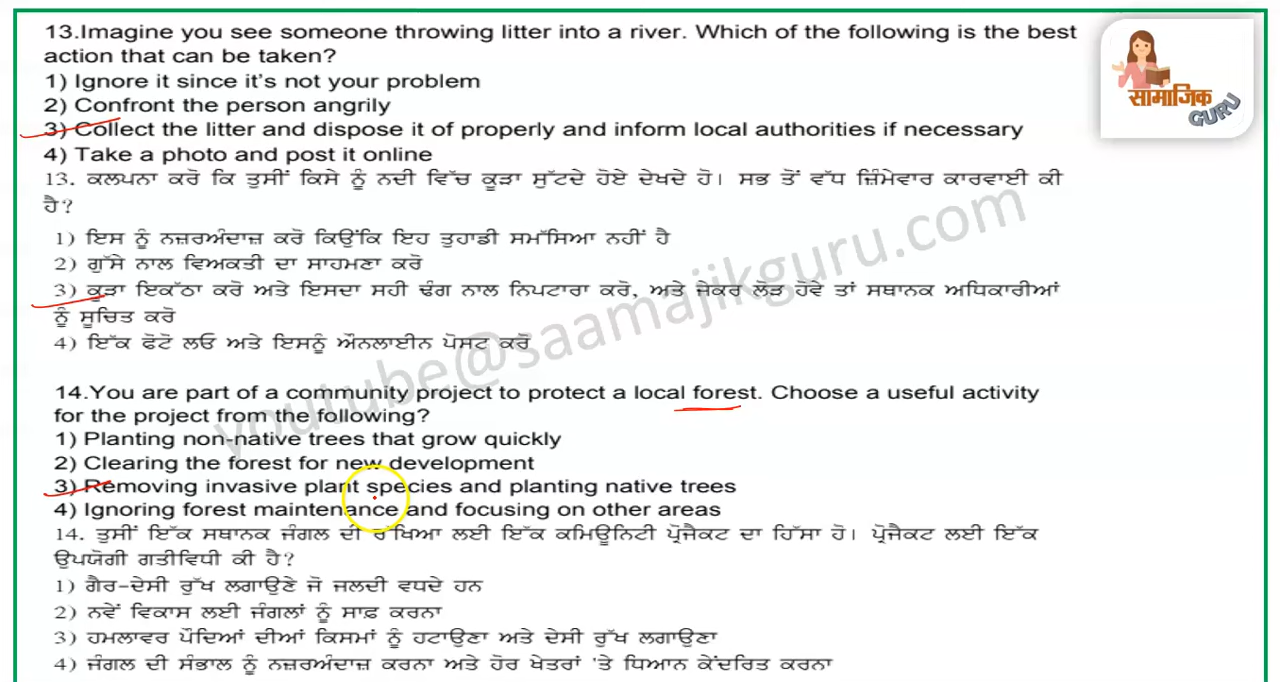 13.Imagine you see someone throwing litter into a river. Which of the following is the best
action that can be taken?
1) Ignore it since it's not your problem
2) Confront the person angrily
3) Collect the litter and dispose it of properly and inform local authorities if necessary
4) Take a photo and post it online
13. ਕਲਪਨਾ ਕਰੋ ਕਿ ਤੁਸੀਂ ਕਿਸੇ ਨੂੰ ਨਦੀ ਵਿੱਚ ਕੂੜਾ ਸੁੱਟਦੇ ਹੋਏ ਦੇਖਦੇ ਹੋ। ਸਭ ਤੋਂ ਵੱਧ ਜ਼ਿੰਮੇਵਾਰ ਕਾਰਵਾਈ ਕੀ
ਹੈ?
1) ਇਸ ਨੂੰ ਨਜ਼ਰਅੰਦਾਜ਼ ਕਰੋ ਕਿਉਂਕਿ ਇਹ ਤੁਹਾਡੀ ਸਮੱਸਿਆ ਨਹੀਂ ਹੈ
2) ਗੁੱਸੇ ਨਾਲ ਵਿਅਕਤੀ ਦਾ ਸਾਹਮਣਾ ਕਰੋ
3) ਕੂੜਾ ਇਕੱਠਾ ਕਰੋ ਅਤੇ ਇਸਦਾ ਸਹੀ ਢੰਗ ਨਾਲ ਨਿਪਟਾਰਾ ਕਰੋ, ਅਤੇ ਜੇਕਰ ਲੋੜ ਹੋਵੇ ਤਾਂ ਸਥਾਨਕ ਅਧਿਕਾਰੀਆਂ
ਨੂੰ ਸੂਚਿਤ ਕਰੋ
4) ਇੱਕ ਫੋਟੋ ਲਓ ਅਤੇ ਇਸਨੂੰ ਔਨਲਾਈਨ ਪੋਸਟ ਕਰੋ
14.You are part of a community project to protect a local forest. Choose a useful activity
for the project from the following?
1) Planting non-native trees that grow quickly
2) Clearing the forest for new development
3) Removing invasive plant species and planting native trees
4) Ignoring forest maintenance and focusing on other areas
14. ਤੁਸੀਂ ਇੱਕ ਸਥਾਨਕ ਜੰਗਲ ਦੀ ਰੱਖਿਆ ਲਈ ਇੱਕ ਕਮਿਊਨਿਟੀ ਪ੍ਰੋਜੈਕਟ ਦਾ ਹਿੱਸਾ ਹੋ। ਪ੍ਰੋਜੈਕਟ ਲਈ ਇੱਕ
ਉਪਯੋਗੀ ਗਤੀਵਿਧੀ ਕੀ ਹੈ?
1) ਗੈਰ-ਦੇਸੀ ਰੁੱਖ ਲਗਾਉਣੇ ਜੋ ਜਲਦੀ ਵਧਦੇ ਹਨ
2) ਨਵੇਂ ਵਿਕਾਸ ਲਈ ਜੰਗਲਾਂ ਨੂੰ ਸਾਫ਼ ਕਰਨਾ
3) ਹਮਲਾਵਰ ਪੌਦਿਆਂ ਦੀਆਂ ਕਿਸਮਾਂ ਨੂੰ ਹਟਾਉਣਾ ਅਤੇ ਦੇਸੀ ਰੁੱਖ ਲਗਾਉਣਾ
4) ਜੰਗਲ ਦੀ ਸੰਭਾਲ ਨੂੰ ਨਜ਼ਰਅੰਦਾਜ਼ ਕਰਨਾ ਅਤੇ ਹੋਰ ਖੇਤਰਾਂ 'ਤੇ ਧਿਆਨ ਕੇਂਦਰਿਤ ਕਰਨਾ
सामाजिक
GURU
youtube@saamajikguru.com